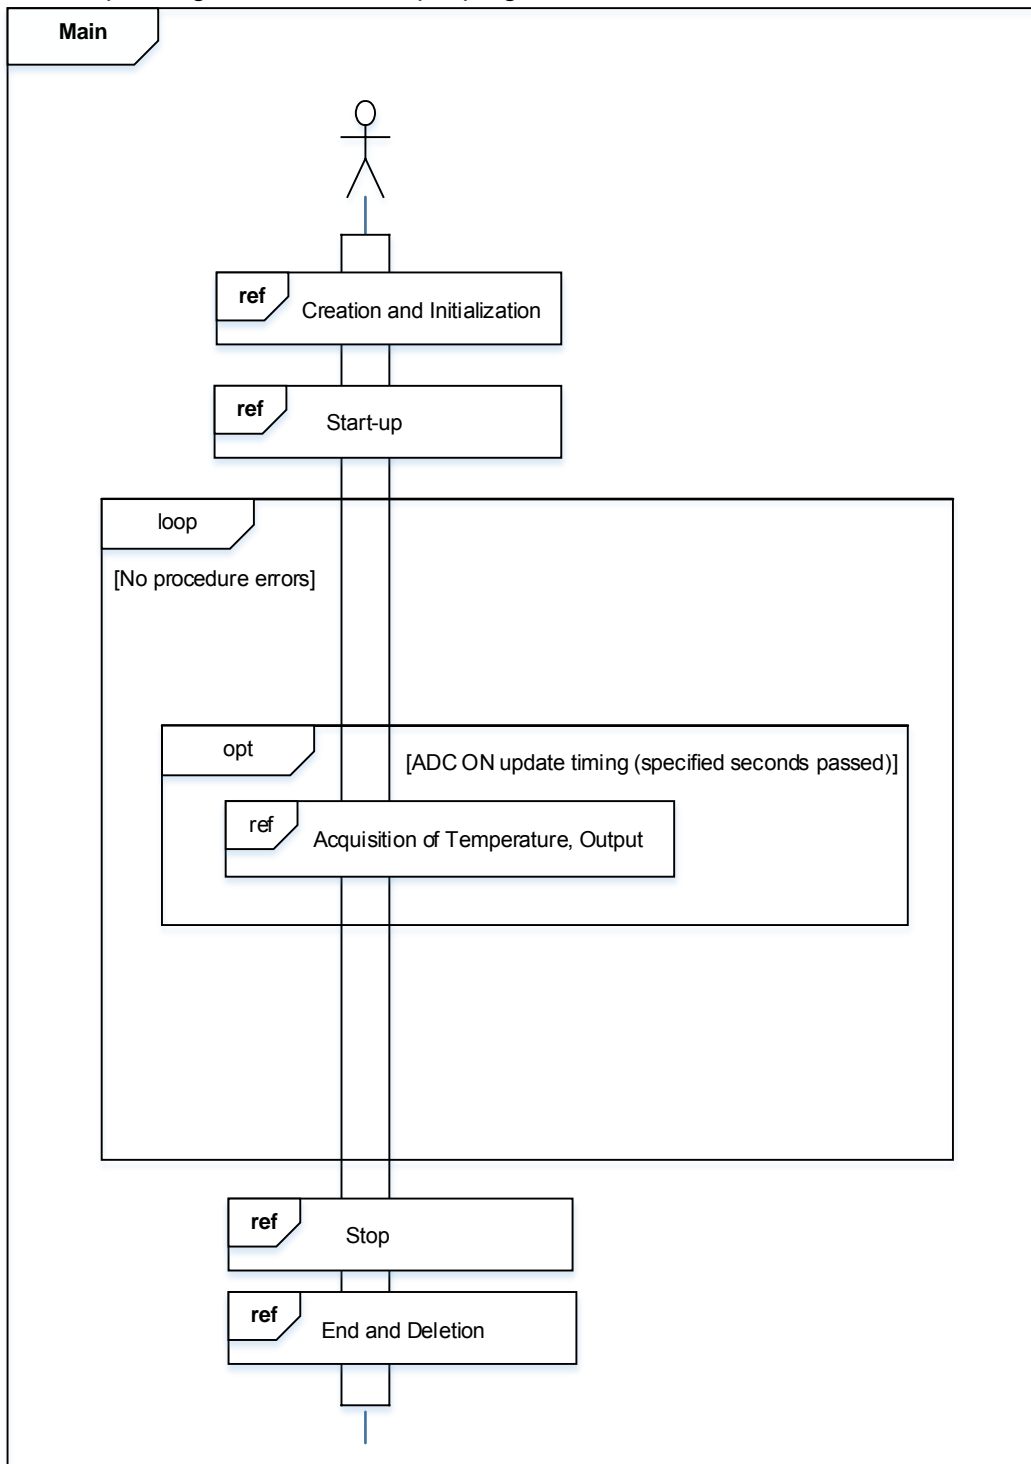 Main
ref
Creation and Initialization
ref
Start-up
loop
[No procedure errors]
opt
[ADC ON update timing (specified seconds passed)]
ref
Acquisition of Temperature, Output
ref
Stop
ref
End and Deletion